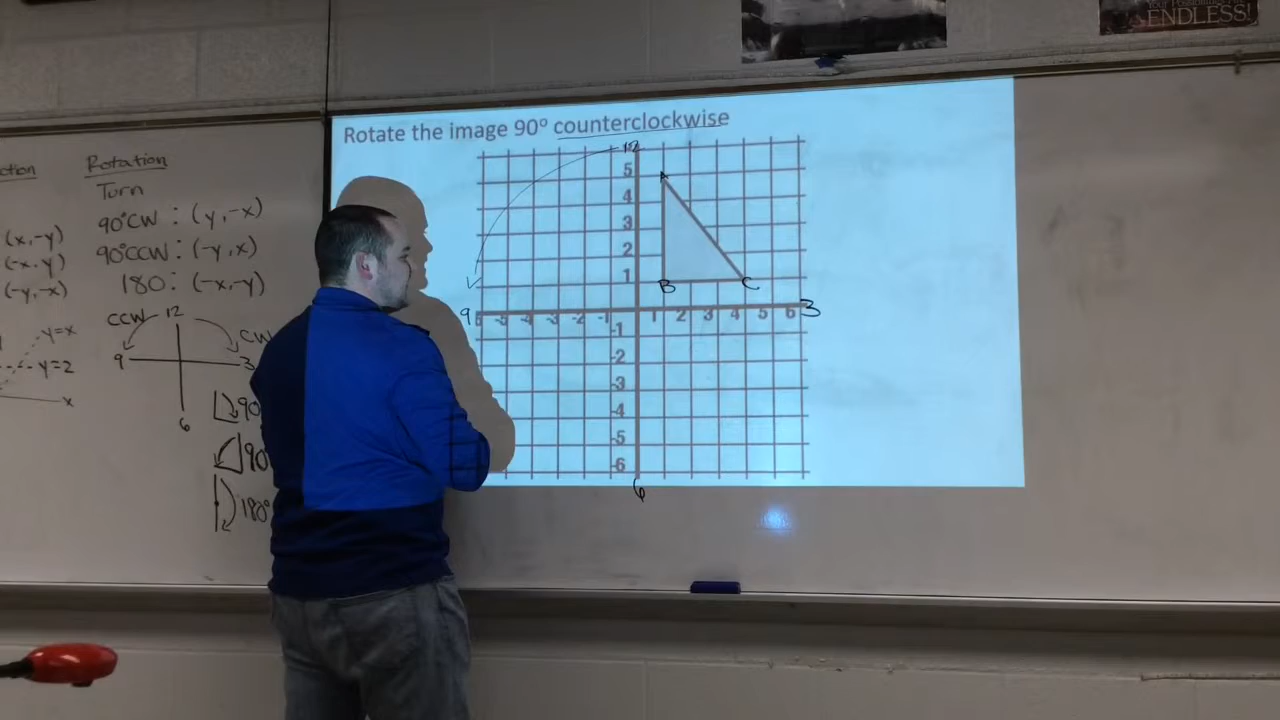 ENDLESS!
Rotate the image 90° counterclockwise
Rotation
Turn
90°CW : (y,-x)
90°CCW : (-y,x)
180: (-x,-y)
(x,-y)
(-x,y)
(-y,-x)
y=x
y=2
x
CCW 12 CW
9 3
6
90°
90°
180°
12
5
4
3
2
1
A
B C
9 -5 -4 -3 -2 -1 1 2 3 4 5 6 3
-1
-2
-3
-4
-5
-6
6